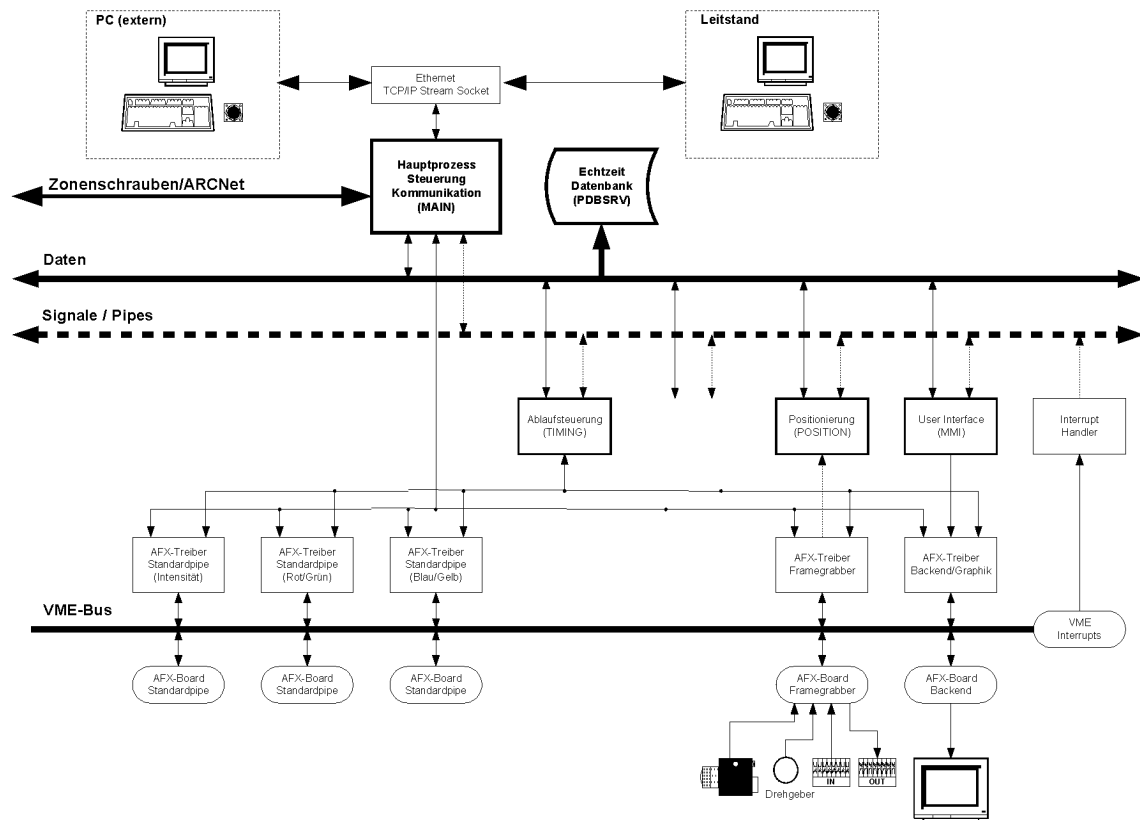 PC (extern)
Leitstand
Ethernet
TCP/IP Stream Socket
Hauptprozess
Steuerung
Kommunikation
(MAIN)
Echtzeit
Datenbank
(PDBSRV)
Zonenschrauben/ARCNet
Daten
Signale / Pipes
Ablaufsteuerung
(TIMING)
Positionierung
(POSITION)
User Interface
(MMI)
Interrupt
Handler
AFX-Treiber
Standardpipe
(Intensität)
AFX-Treiber
Standardpipe
(Rot/Grün)
AFX-Treiber
Standardpipe
(Blau/Gelb)
AFX-Treiber
Framegrabber
AFX-Treiber
Backend/Graphik
VME-Bus
VME
Interrupts
AFX-Board
Standardpipe
AFX-Board
Standardpipe
AFX-Board
Standardpipe
AFX-Board
Framegrabber
AFX-Board
Backend
Drehgeber
IN
OUT